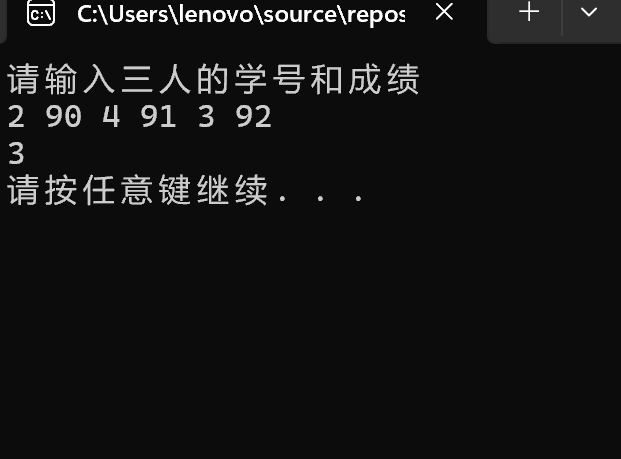 C:\Users\lenovo\source\repos
请输入三人的学号和成绩
2 90 4 91 3 92
3
请按任意键继续. . .